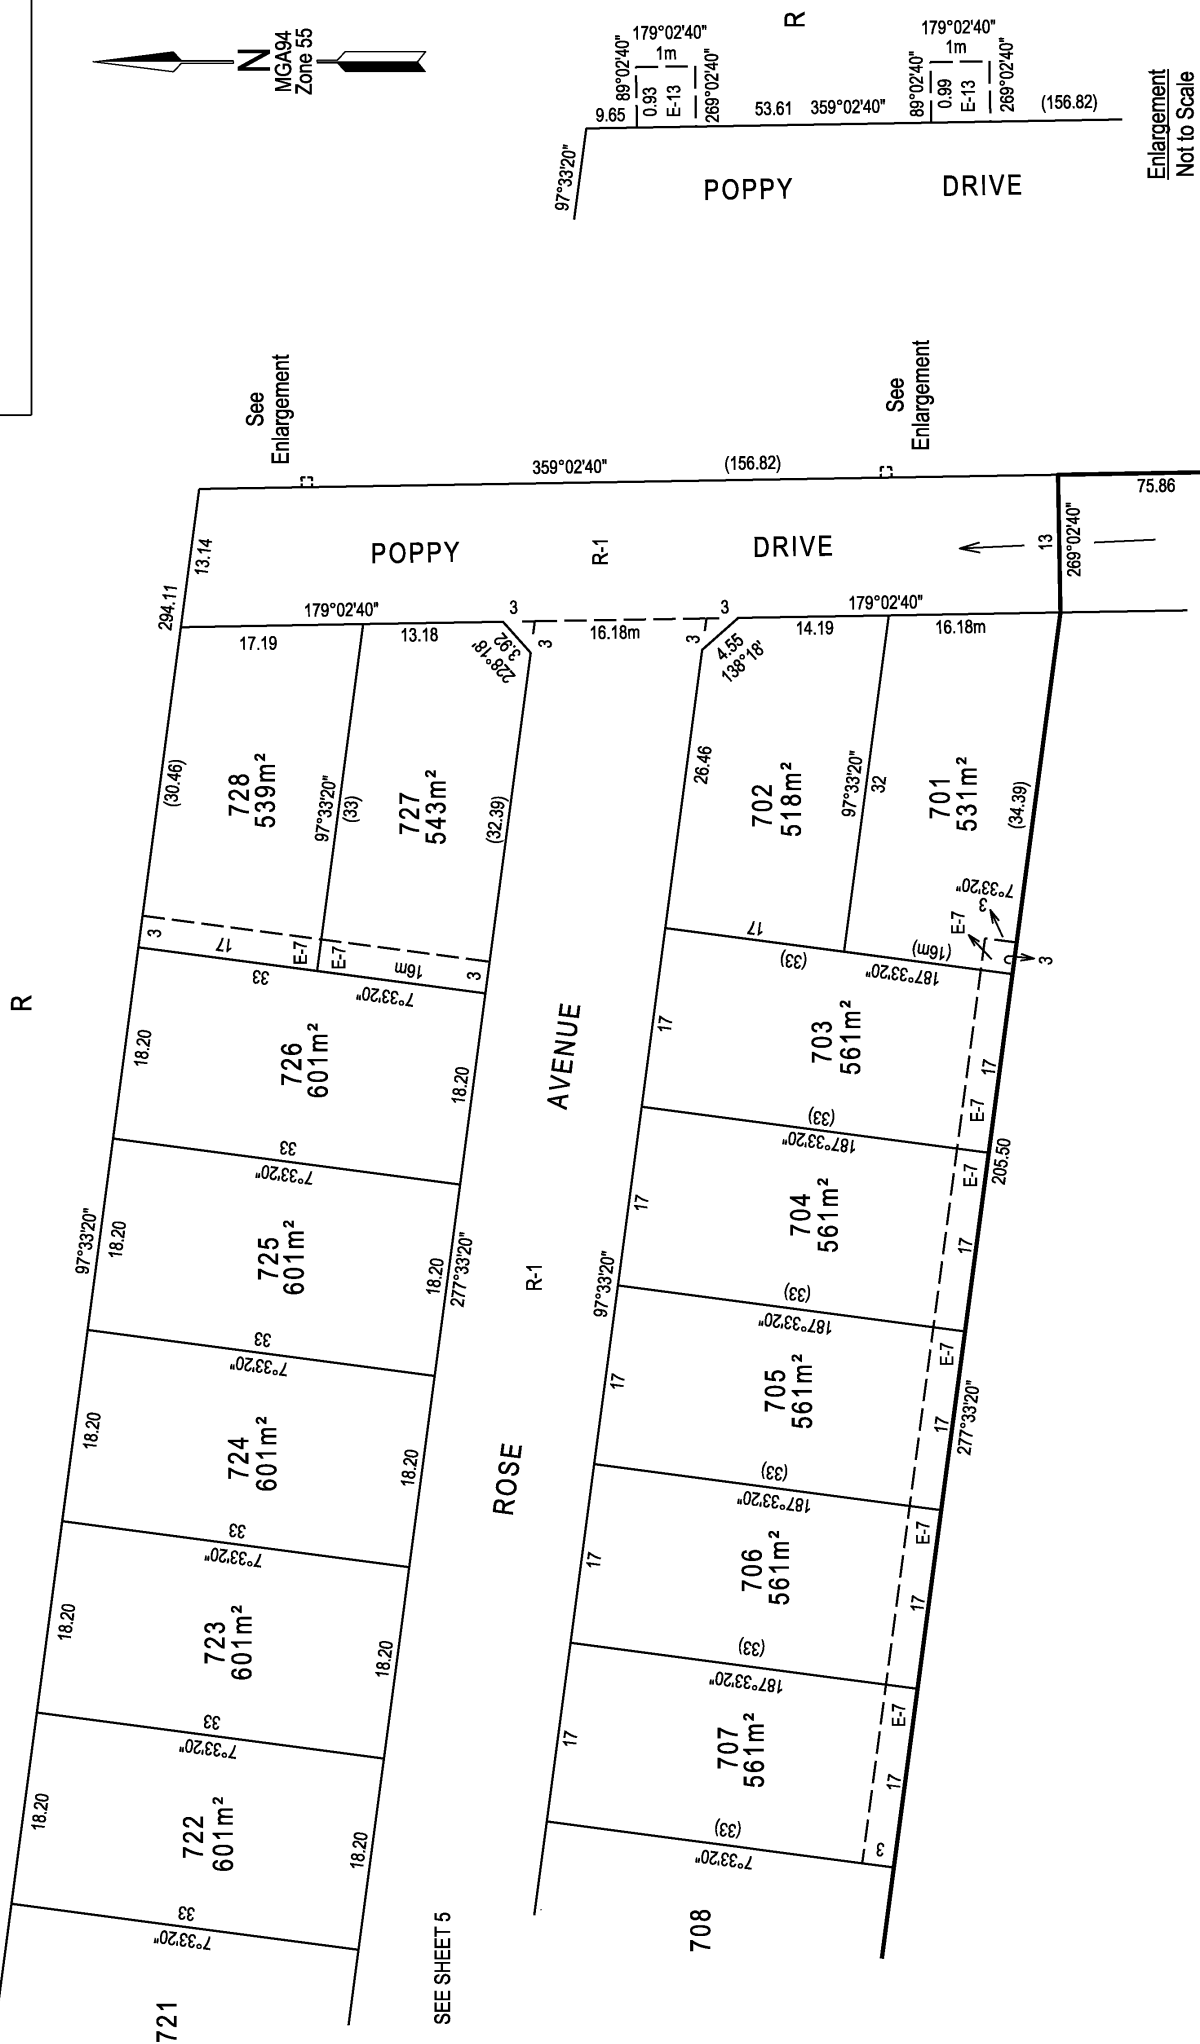 N
MGA94
Zone 55
R
179°02'40"
1m
89°02'40"
0.93
E-13
269°02'40"
179°02'40"
1m
89°02'40"
0.99
E-13
269°02'40"
9.65
53.61
359°02'40"
(156.82)
97°33'20"
POPPY
DRIVE
Enlargement
Not to Scale
See
Enlargement
See
Enlargement
359°02'40"
(156.82)
75.86
13.14
POPPY
R-1
DRIVE
13
269°02'40"
294.11
179°02'40"
3
3
179°02'40"
17.19
13.18
3.92
228°18'
3
16.18m
3
4.55
138°18'
14.19
16.18m
(30.46)
728
539m²
97°33'20"
(33)
727
543m²
(32.39)
26.46
702
518m²
97°33'20"
32
701
531m²
(34.39)
7°33'20"
3
E-7
3
3
17
E-7
E-7
16m
3
33
7°33'20"
17
(33)
(16m)
187°33'20"
R
18.20
726
601m²
18.20
AVENUE
17
703
561m²
17
E-7
33
7°33'20"
(33)
187°33'20"
E-7
205.50
97°33'20"
18.20
725
601m²
18.20
277°33'20"
R-1
97°33'20"
17
704
561m²
17
33
7°33'20"
(33)
187°33'20"
E-7
277°33'20"
18.20
724
601m²
18.20
ROSE
17
705
561m²
17
33
7°33'20"
(33)
187°33'20"
E-7
18.20
723
601m²
18.20
17
706
561m²
17
33
7°33'20"
(33)
187°33'20"
E-7
18.20
722
601m²
18.20
17
707
561m²
17
33
7°33'20"
(33)
7°33'20"
3
721
SEE SHEET 5
708